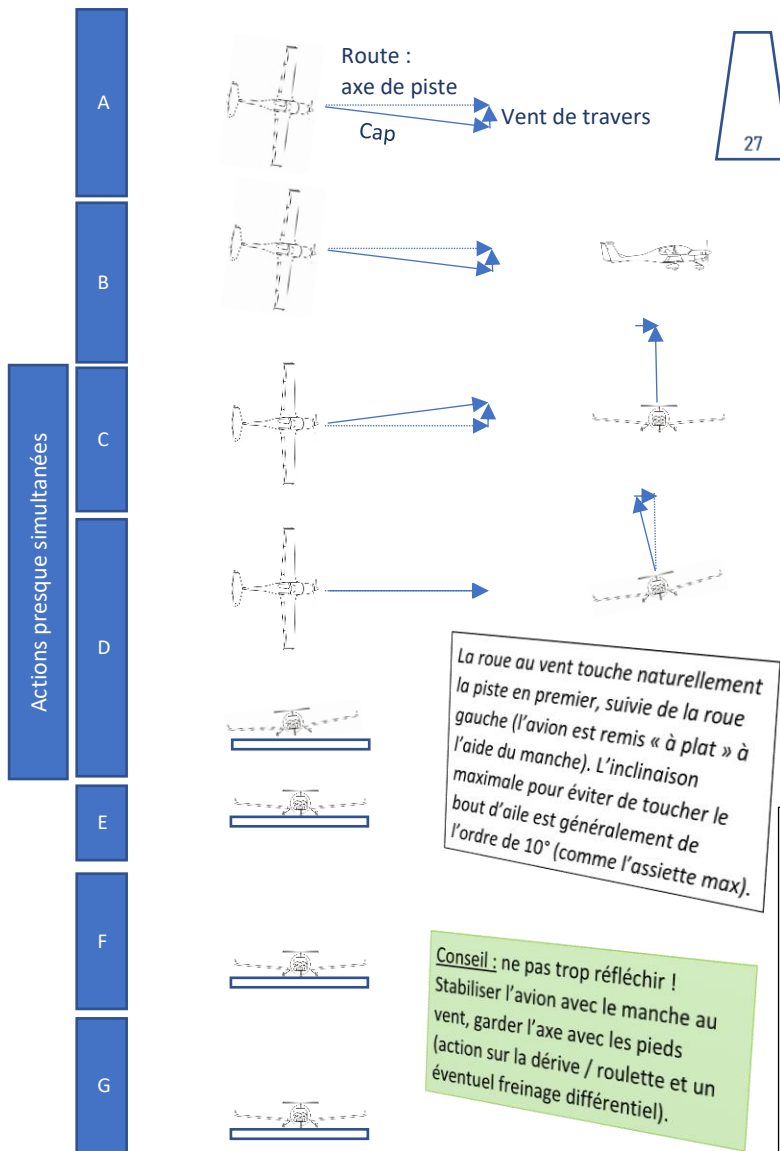 A
Route :
axe de piste
Cap
Vent de travers
27
B
Actions presque simultanées
C
D
La roue au vent touche naturellement
la piste en premier, suivie de la roue
gauche (l'avion est remis « à plat » à
l'aide du manche). L'inclinaison
maximale pour éviter de toucher le
bout d'aile est généralement de
l'ordre de 10° (comme l'assiette max).
E
F
Conseil : ne pas trop réfléchir !
Stabiliser l'avion avec le manche au
vent, garder l'axe avec les pieds
(action sur la dérive / roulette et un
éventuel freinage différentiel).
G